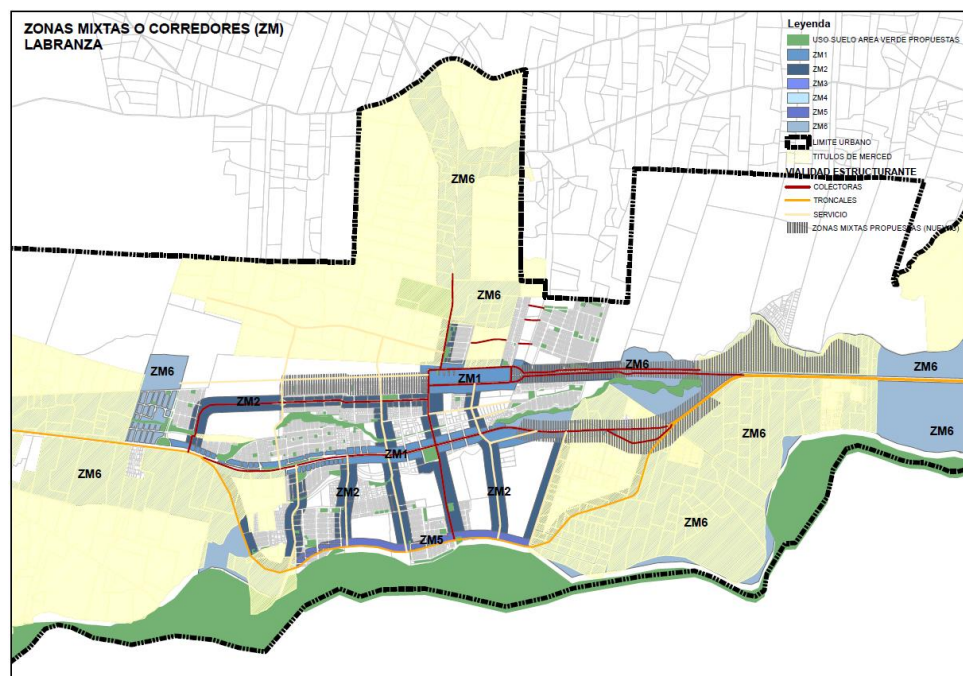 ZONAS MIXTAS O CORREDORES (ZM)
LABRANZA
Leyenda
USO SUELO AREA VERDE PROPUESTAS
ZM1
ZM2
ZM3
ZM4
ZM5
ZM6
LIMITE URBANO
TITULOS DE MERCED
VIALIDAD ESTRUCTURANTE
COLECTORAS
TRONCALES
SERVICIO
ZONAS MIXTAS PROPUESTAS (NUEVAS)
ZM6
ZM6
ZM6
ZM6
ZM6
ZM1
ZM2
ZM6
ZM6
ZM1
ZM6
ZM2
ZM2
ZM6
ZM5